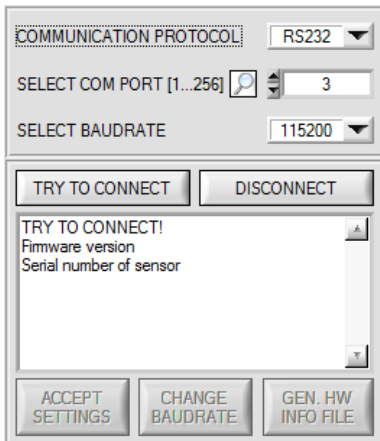 COMMUNICATION PROTOCOL RS232
SELECT COM PORT [1...256] 3
SELECT BAUDRATE 115200
TRY TO CONNECT DISCONNECT
TRY TO CONNECT!
Firmware version
Serial number of sensor
ACCEPT SETTINGS CHANGE BAUDRATE GEN. HW INFO FILE